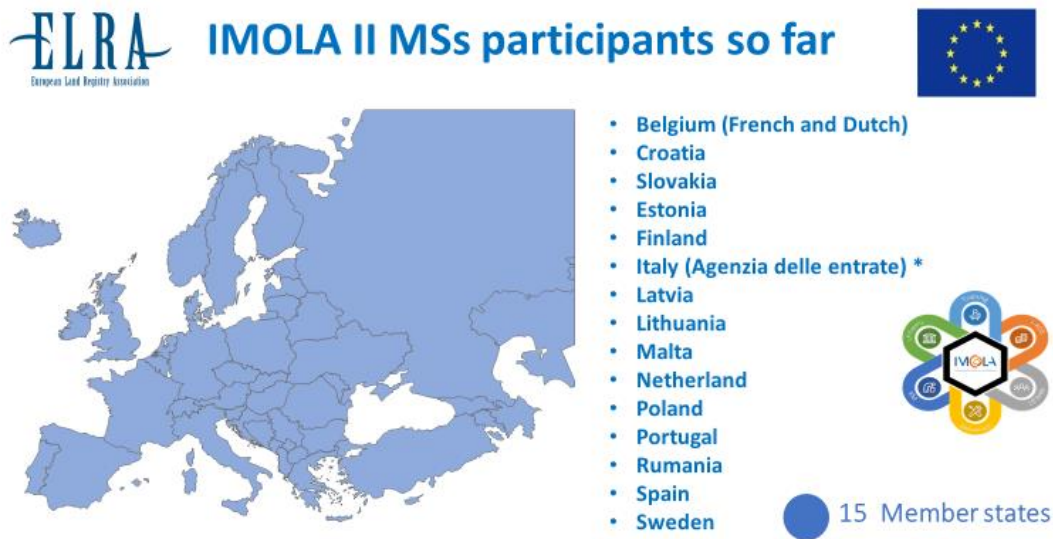 ELRA
European Land Registry Association
IMOLA II MSs participants so far
• Belgium (French and Dutch)
• Croatia
• Slovakia
• Estonia
• Finland
• Italy (Agenzia delle entrate) *
• Latvia
• Lithuania
• Malta
• Netherland
• Poland
• Portugal
• Rumania
• Spain
• Sweden
IMOLA
15 Member states